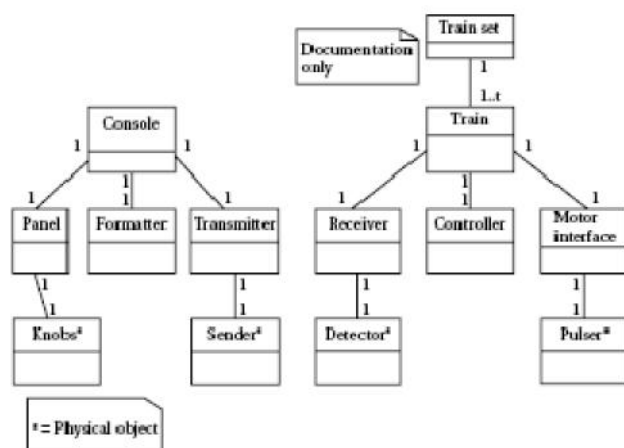 Documentation
only
Train set
1
1..t
Console
Train
1
1
1
1
1
1
1
1
1
1
1
1
Panel
Formatter
Transmitter
Receiver
Controller
Motor
interface
1
1
1
1
1
1
1
1
Knobs*
Sender*
Detector*
Pulser*
* = Physical object